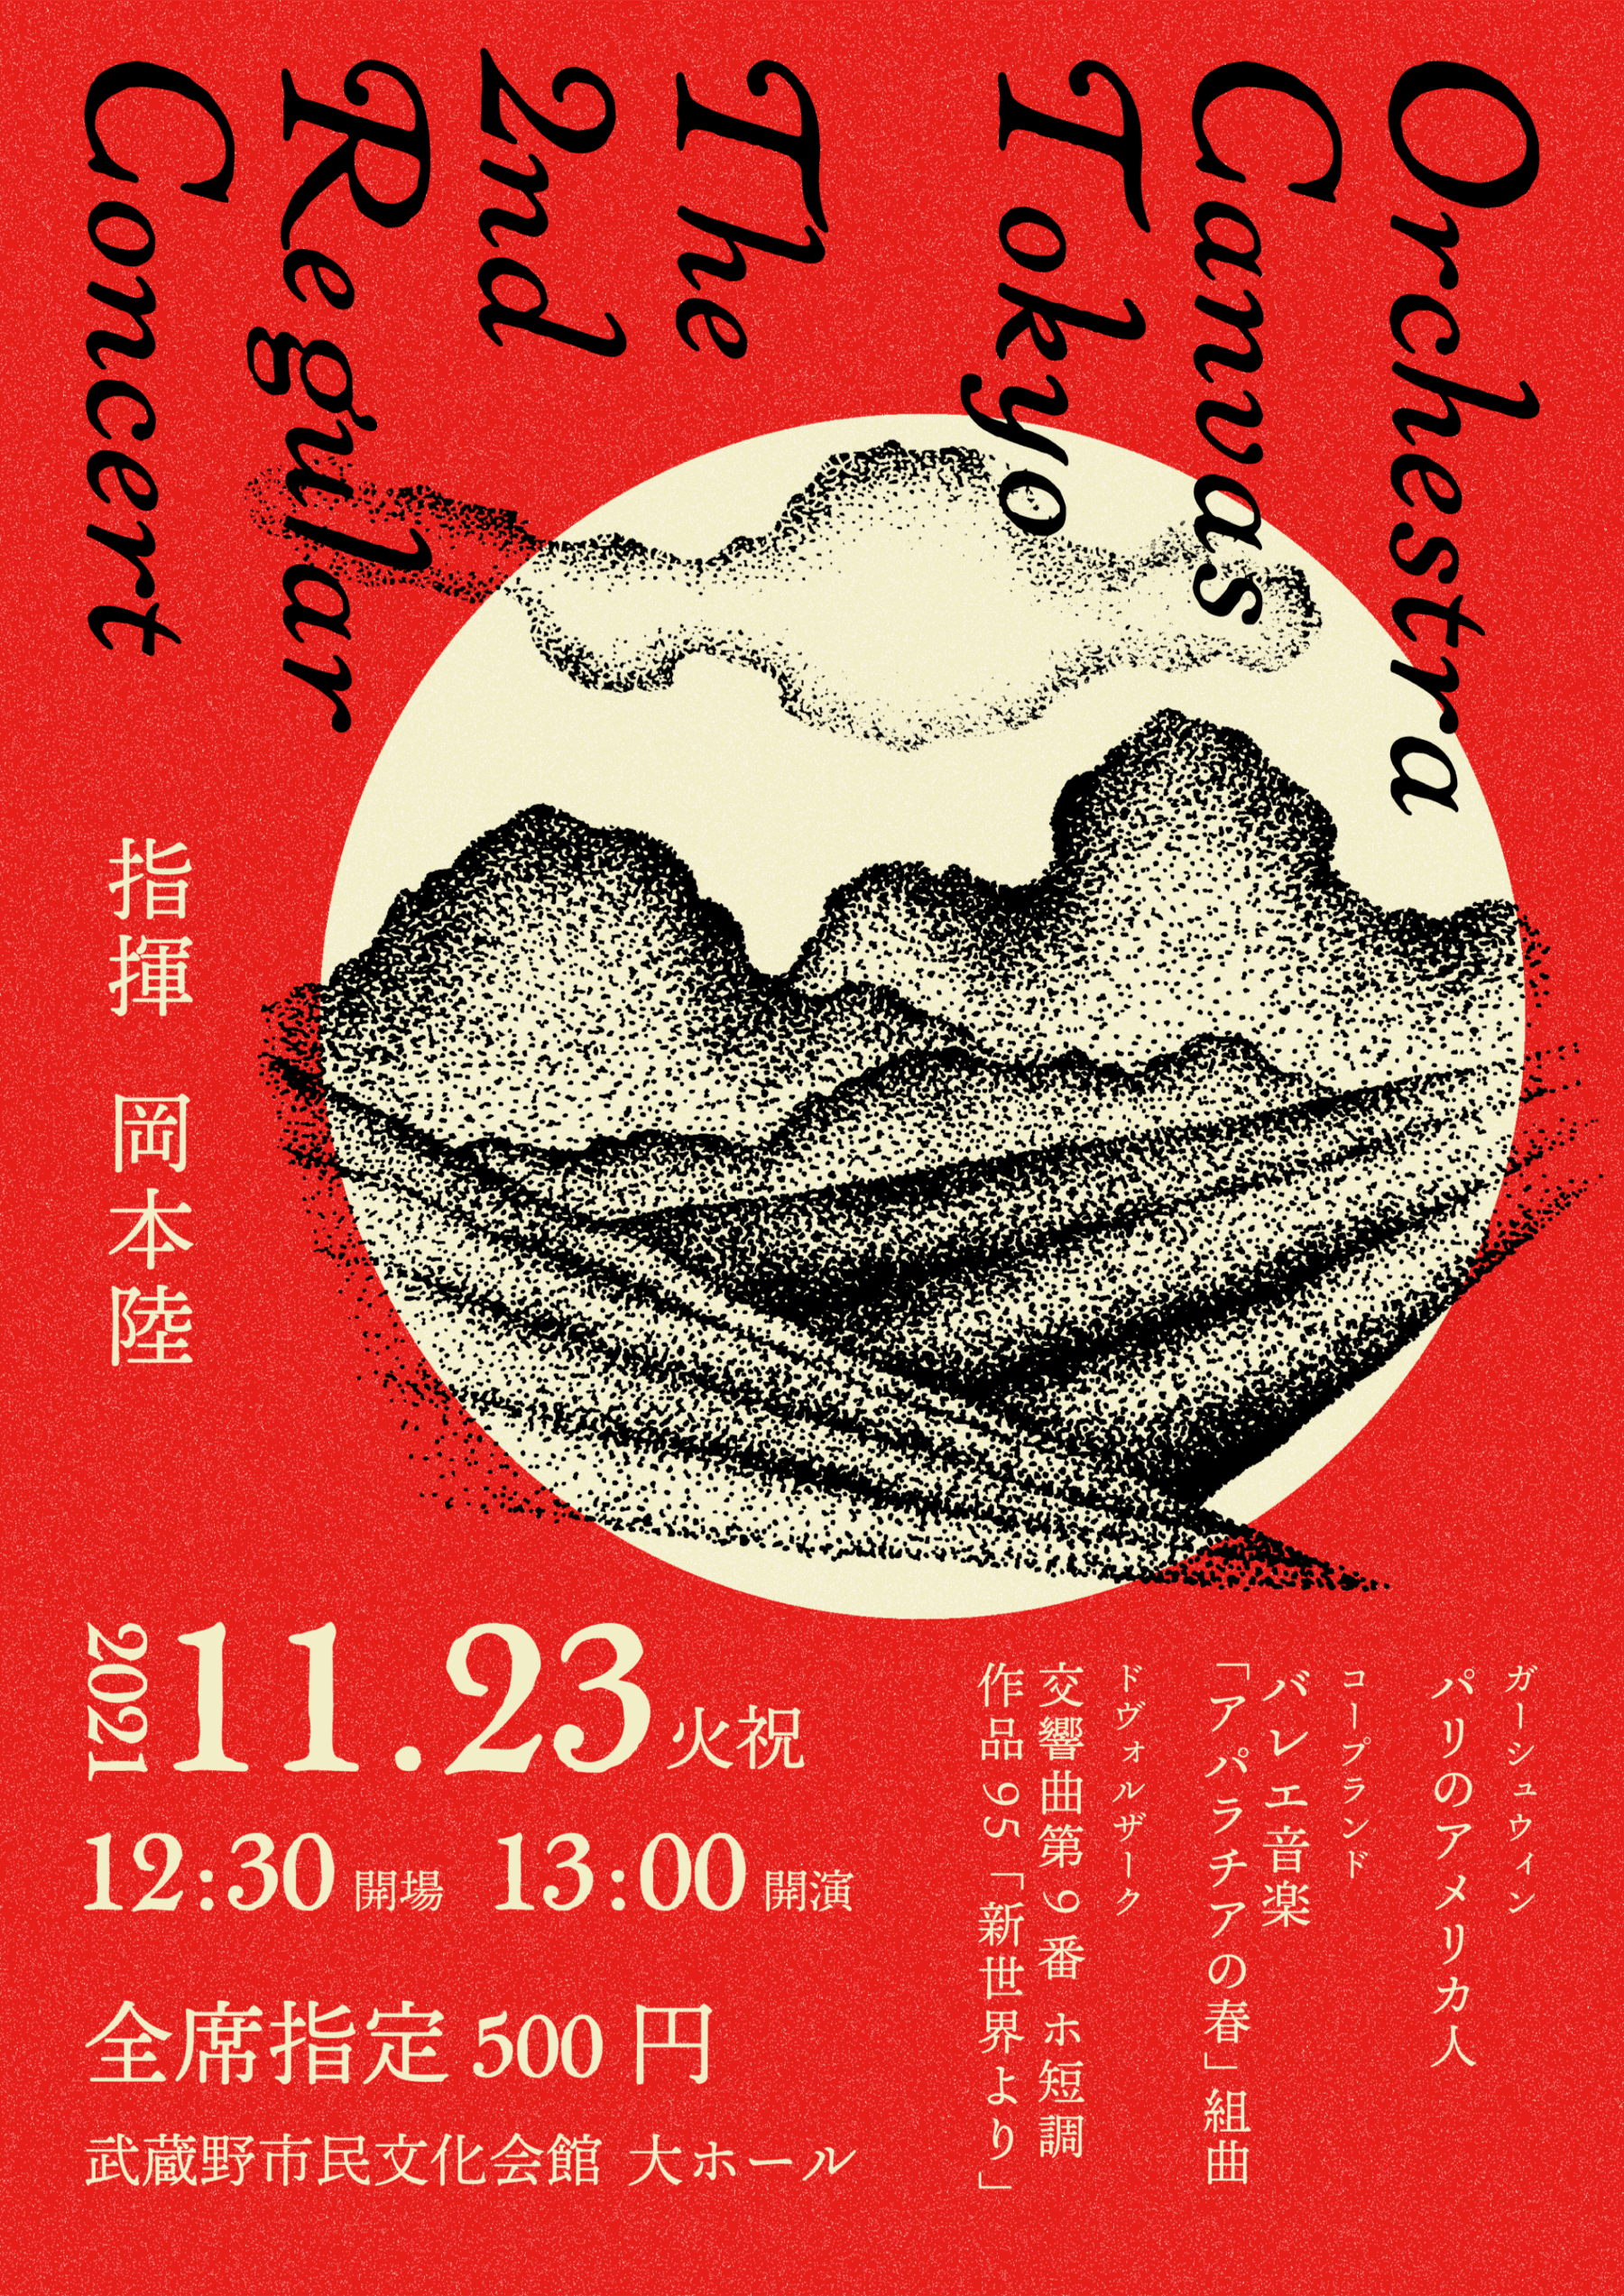 Orchestra
Canvas
Tokyo
The
2nd
Regular
Concert
指揮 岡本陸
ガーシュウィン
パリのアメリカ人
コープランド
バレエ音楽
「アパラチアの春」組曲
ドヴォルザーク
交響曲第9番 ホ短調
作品95「新世界より」
2021
11.23 火祝
12:30 開場 13:00 開演
全席指定 500 円
武蔵野市民文化会館 大ホール